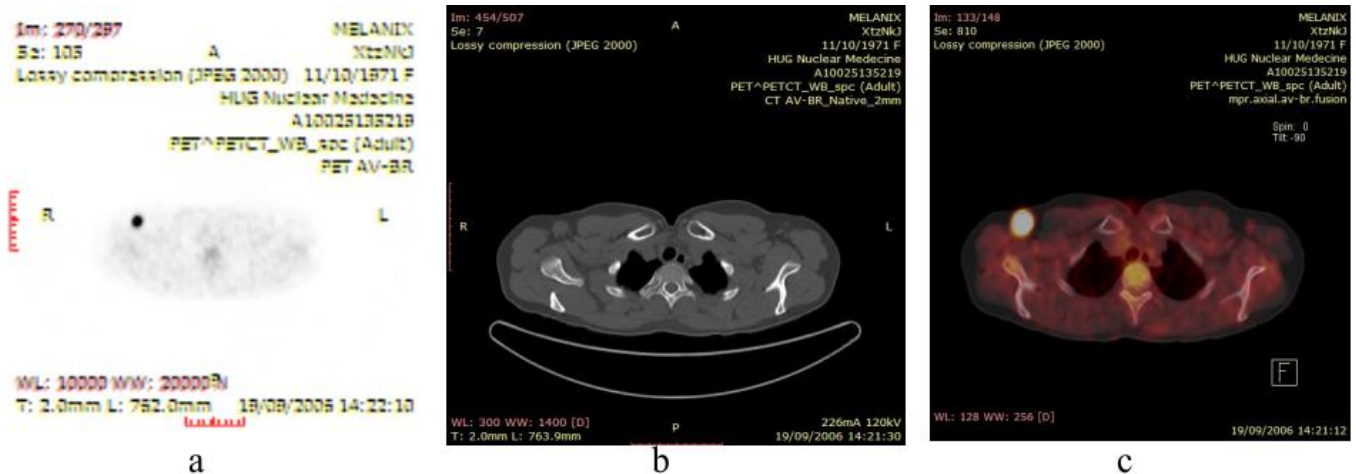 Im: 270/297
Se: 103
Lossy compression (JPEG 2000)
A
MELANIX
XtzNkJ
11/10/1971 F
HUG Nuclear Medecine
A10025135219
PET^PETCT_WB_spc (Adult)
PET AV-BR
R
L
WL: 10000 WW: 20000
T: 2.0mm L: 762.0mm
19/09/2006 14:22:10
a
Im: 454/507
Se: 7
Lossy compression (JPEG 2000)
A
MELANIX
XtzNkJ
11/10/1971 F
HUG Nuclear Medecine
A10025135219
PET^PETCT_WB_spc (Adult)
CT AV-BR_Native_2mm
R
L
WL: 300 WW: 1400 [D]
T: 2.0mm L: 763.9mm
P
226mA 120kV
19/09/2006 14:21:30
b
Im: 133/148
Se: 810
Lossy compression (JPEG 2000)
MELANIX
XtzNkJ
11/10/1971 F
HUG Nuclear Medecine
A10025135219
PET^PETCT_WB_spc (Adult)
mpr.axial.av-br.fusion
Spin: 0
Tilt: -90
F
WL: 128 WW: 256 [D]
19/09/2006 14:21:12
c